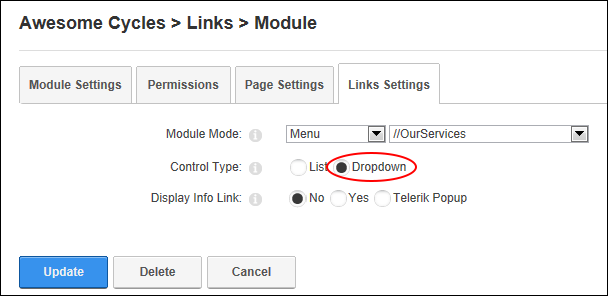 Awesome Cycles > Links > Module
Module Settings Permissions Page Settings Links Settings
Module Mode: Menu //OurServices
Control Type: List Dropdown
Display Info Link: No Yes Telerik Popup
Update Delete Cancel